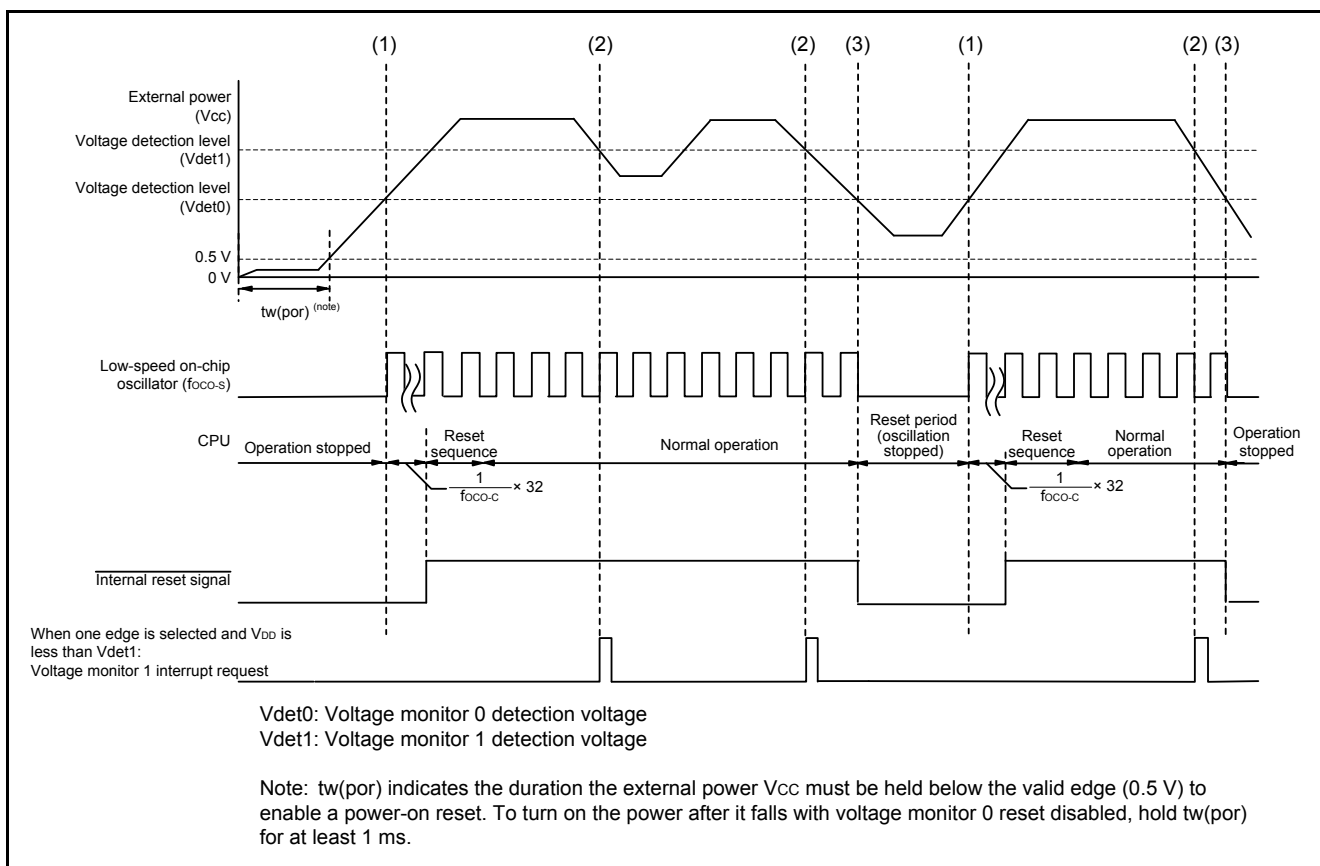 (1) (2) (2) (3) (1) (2) (3)
External power
(Vcc)
Voltage detection level
(Vdet1)
Voltage detection level
(Vdet0)
0.5 V
0 V
tw(por) (note)
Low-speed on-chip
oscillator (fOCO-S)
CPU
Operation stopped
Reset
sequence
Normal operation
Reset period
(oscillation
stopped)
Reset
sequence
Normal
operation
Operation
stopped
1
fOCO-C
× 32
1
fOCO-C
× 32
Internal reset signal
When one edge is selected and VDD is
less than Vdet1:
Voltage monitor 1 interrupt request
Vdet0: Voltage monitor 0 detection voltage
Vdet1: Voltage monitor 1 detection voltage
Note: tw(por) indicates the duration the external power VCC must be held below the valid edge (0.5 V) to
enable a power-on reset. To turn on the power after it falls with voltage monitor 0 reset disabled, hold tw(por)
for at least 1 ms.